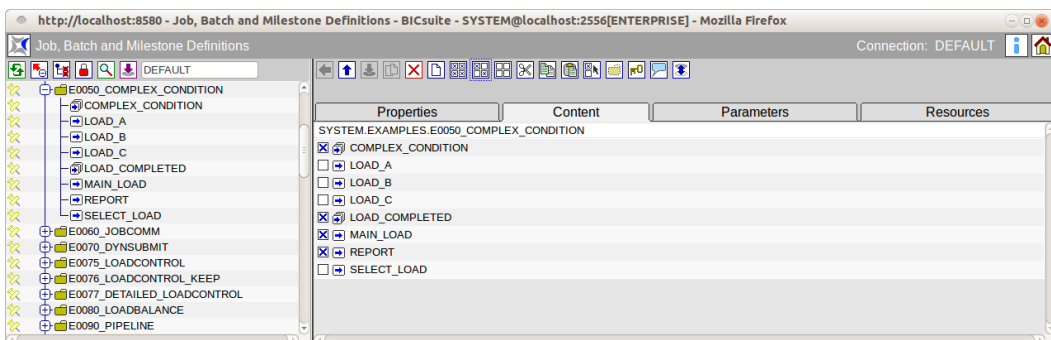 http://localhost:8580 - Job, Batch and Milestone Definitions - BICsuite - SYSTEM@localhost:2556[ENTERPRISE] - Mozilla Firefox
Job, Batch and Milestone Definitions
Connection: DEFAULT
DEFAULT
E0050_COMPLEX_CONDITION
COMPLEX_CONDITION
LOAD_A
LOAD_B
LOAD_C
LOAD_COMPLETED
MAIN_LOAD
REPORT
SELECT_LOAD
E0060_JOBCOMM
E0070_DYNSUBMIT
E0075_LOADCONTROL
E0076_LOADCONTROL_KEEP
E0077_DETAILED_LOADCONTROL
E0080_LOADBALANCE
E0090_PIPELINE
Properties Content Parameters Resources
SYSTEM.EXAMPLES.E0050_COMPLEX_CONDITION
COMPLEX_CONDITION
LOAD_A
LOAD_B
LOAD_C
LOAD_COMPLETED
MAIN_LOAD
REPORT
SELECT_LOAD